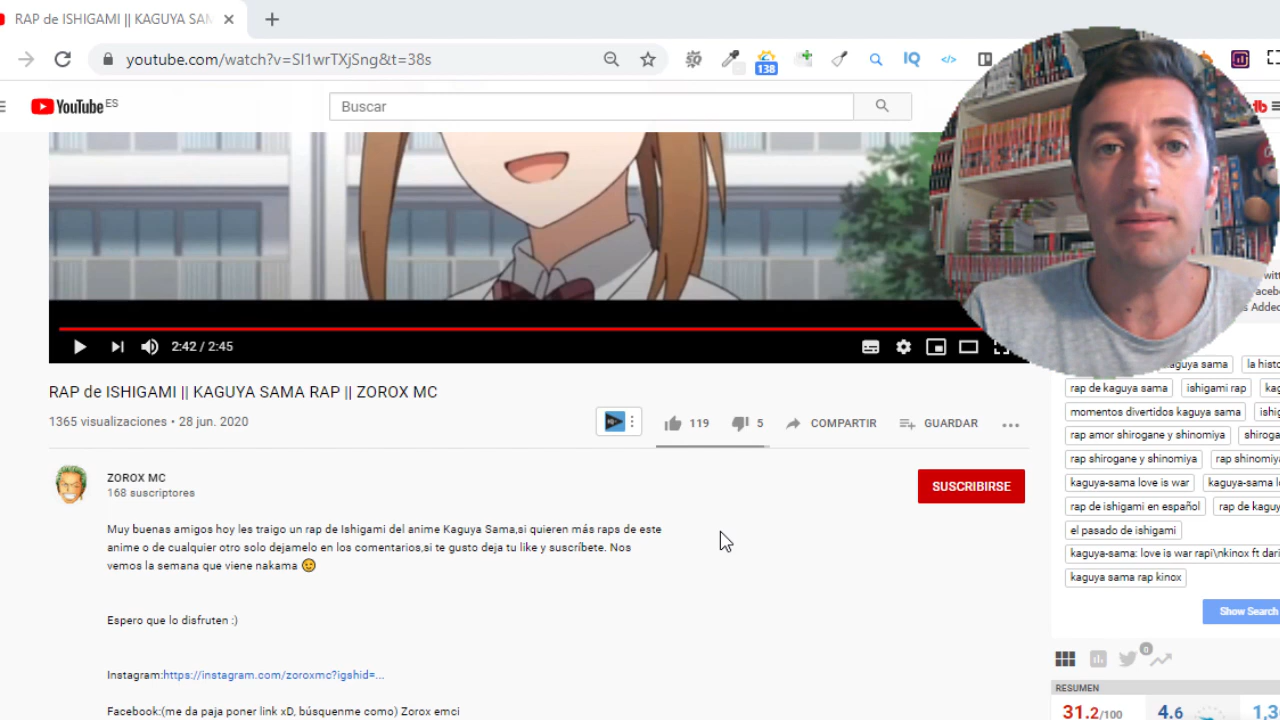 RAP de ISHIGAMI || KAGUYA SAM
youtube.com/watch?v=SI1wrTXjSng&t=38s
138
IQ
YouTube ES
Buscar
2:42 / 2:45
RAP de ISHIGAMI || KAGUYA SAMA RAP || ZOROX MC
1365 visualizaciones • 28 jun. 2020
119
5
COMPARTIR
GUARDAR
ZOROX MC
168 suscriptores
SUSCRIBIRSE
Muy buenas amigos hoy les traigo un rap de Ishigami del anime Kaguya Sama,si quieren más raps de este
anime o de cualquier otro solo dejamelo en los comentarios,si te gusto deja tu like y suscríbete. Nos
vemos la semana que viene nakama
Espero que lo disfruten :)
Instagram:https://instagram.com/zoroxmc?igshid=...
Facebook:(me da paja poner link xD, búsquenme como) Zorox emci
kaguya sama
rap de kaguya sama
ishigami rap
momentos divertidos kaguya sama
rap amor shirogane y shinomiya
rap shirogane y shinomiya
kaguya-sama love is war
rap de ishigami en español
el pasado de ishigami
kaguya-sama: love is war rapi\nkinox ft dari
kaguya sama rap kinox
Show Search
0
RESUMEN
31.2/100
4.6